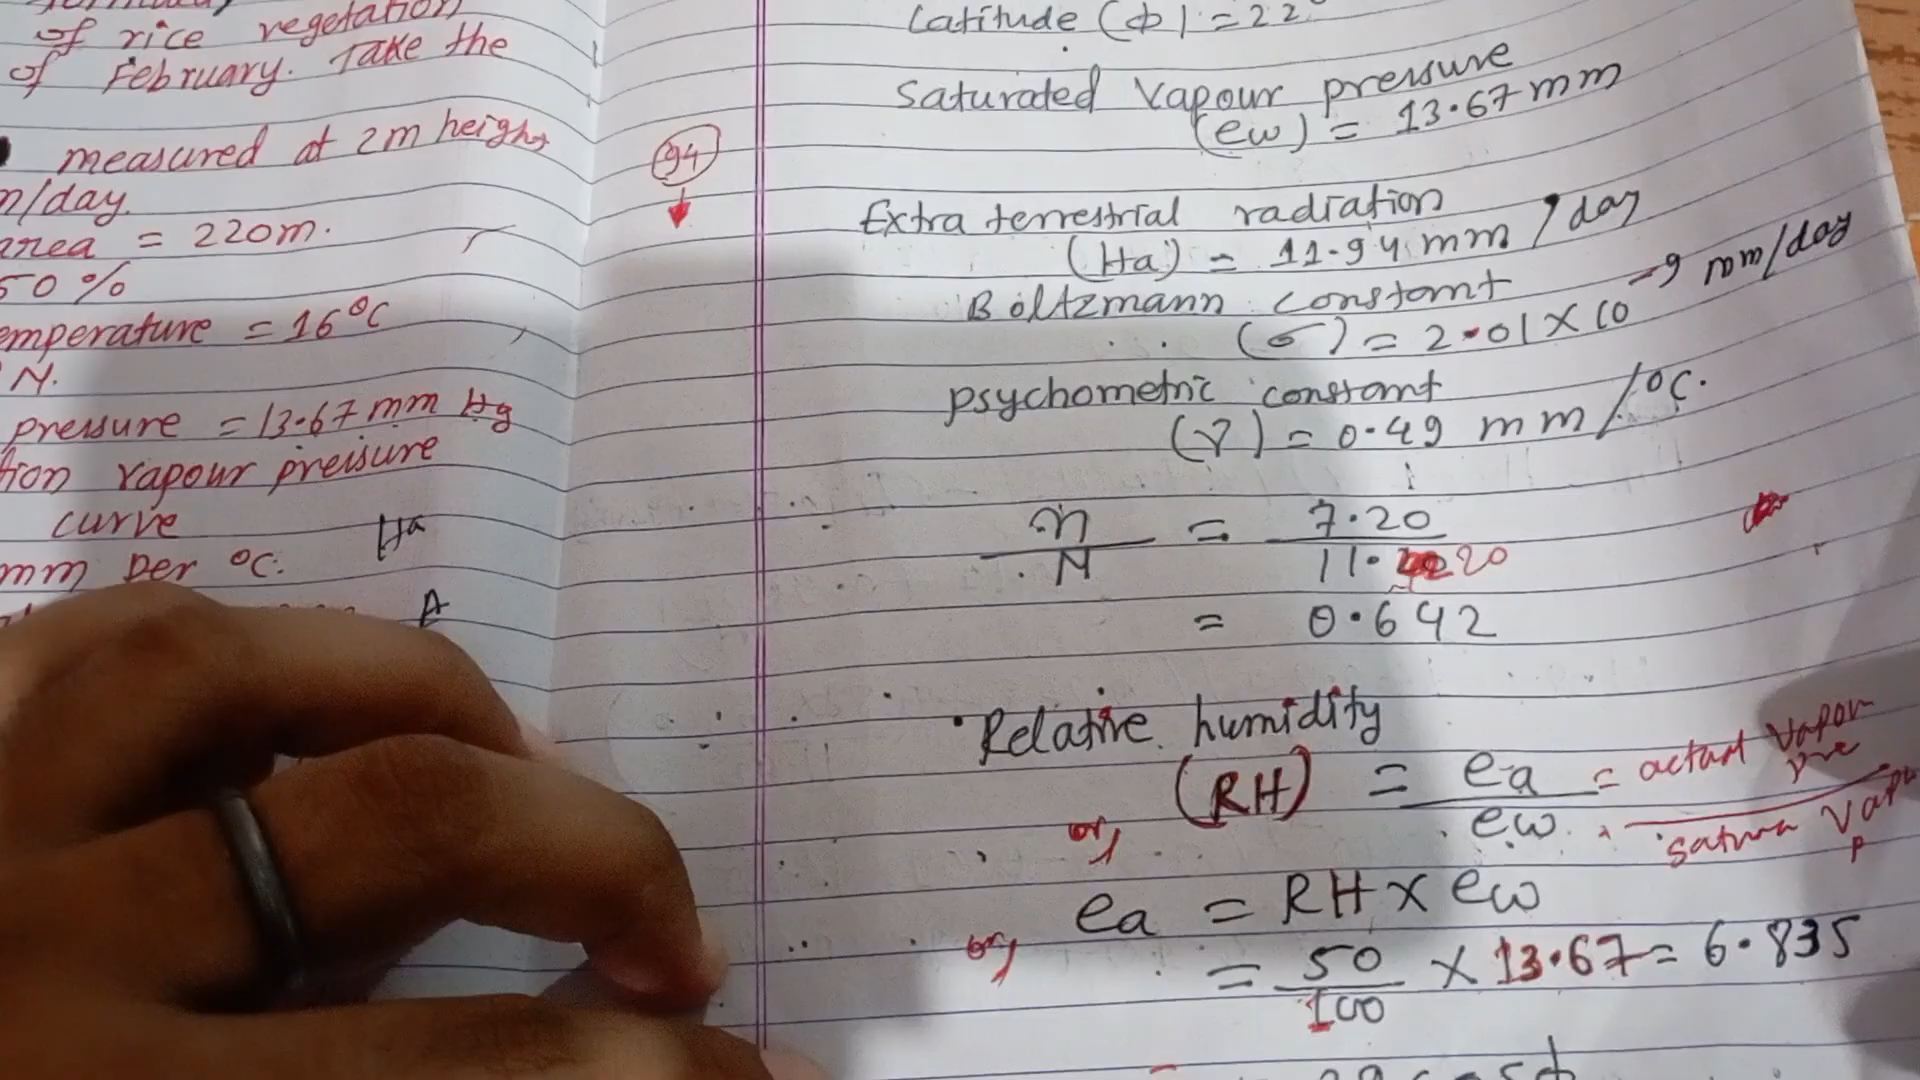 of rice vegetation
of February. Take the
measured at 2m height
n/day.
area = 220m.
50%
emperature = 16°C
N.
pressure = 13.67 mm Hg
tion vapour pressure
curve
Ha
mm per °C.
A
94
Latitude (ф) = 22°
Saturated vapour pressure
(ew) = 13.67 mm
Extra terrestrial radiation
(Ha) = 11.94 mm / day
Boltzmann constant
(σ) = 2.01 × 10⁻⁹ mm/day
psychometric constant
(γ) = 0.49 mm / °C.
n/N = 7.20/11.20
= 0.642
Relative humidity
(RH) = ea/ew = actual vapour pre/satura vap p
or, ea = RH × ew
or, = 50/100 × 13.67 = 6.835